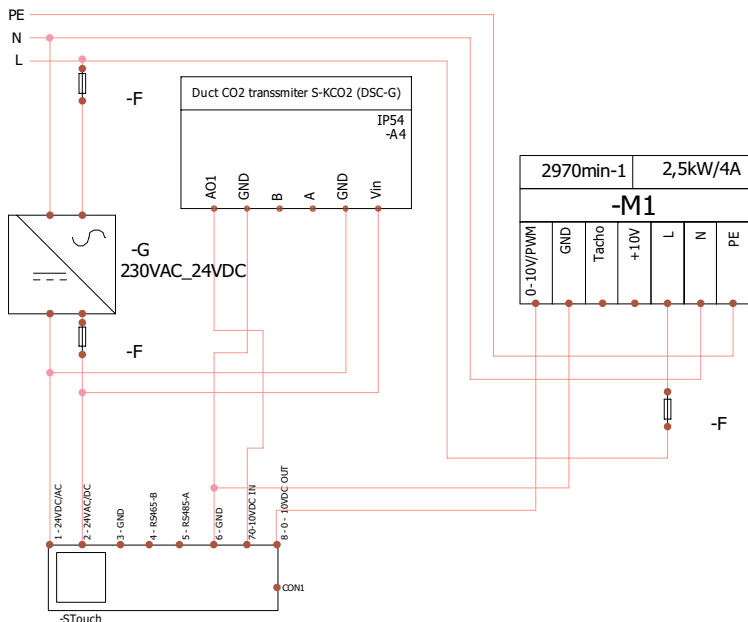 PE
N
L
-F
Duct CO2 transsmiter S-KCO2 (DSC-G)
IP54
-A4
AO1
GND
B
A
GND
Vin
2970min-1
2,5kW/4A
-M1
0-10V/PWM
GND
Tacho
+10V
L
N
PE
-G
230VAC_24VDC
-F
-F
1 - 24VDC/AC
2 - 24VAC/DC
3 - GND
4 - RS465-B
5 - RS485-A
6 - GND
7-0-10VDC IN
8 - 0 - 10VDC OUT
CON1
-STouch